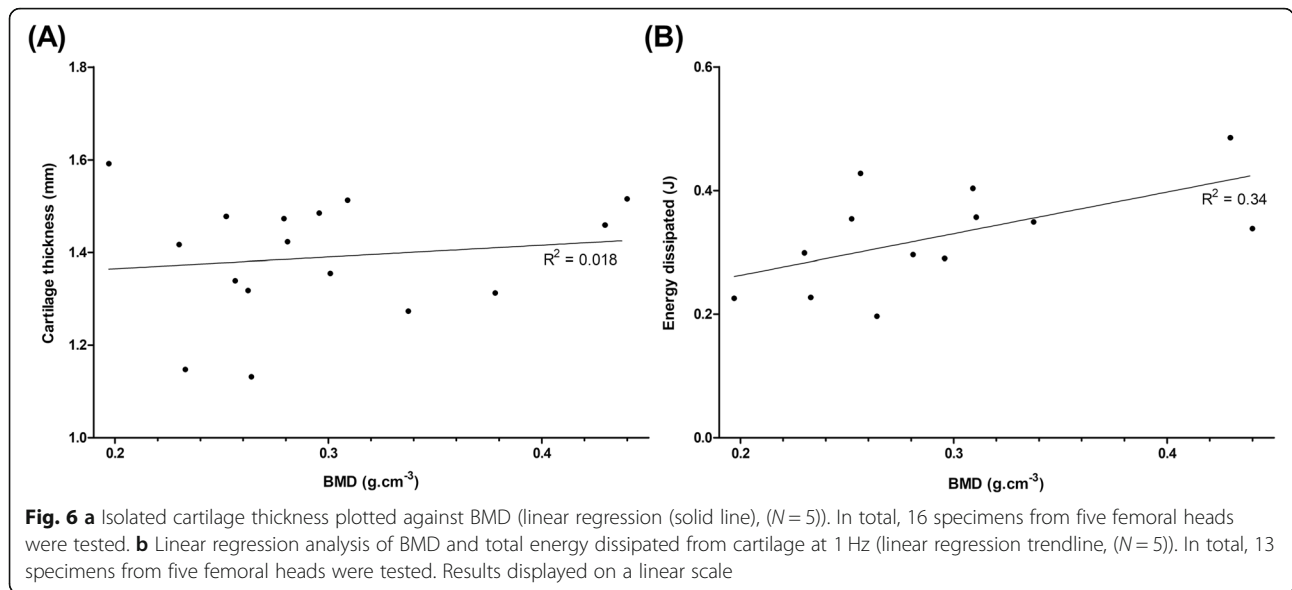 (A)
1.8
1.6
1.4
1.2
1.0
Cartilage thickness (mm)
R² = 0.018
0.2 0.3 0.4
BMD (g.cm⁻³)
(B)
0.6
0.4
0.2
0.0
Energy dissipated (J)
R² = 0.34
0.2 0.3 0.4
BMD (g.cm⁻³)
Fig. 6 a Isolated cartilage thickness plotted against BMD (linear regression (solid line), (N = 5)). In total, 16 specimens from five femoral heads
were tested. b Linear regression analysis of BMD and total energy dissipated from cartilage at 1 Hz (linear regression trendline, (N = 5)). In total, 13
specimens from five femoral heads were tested. Results displayed on a linear scale